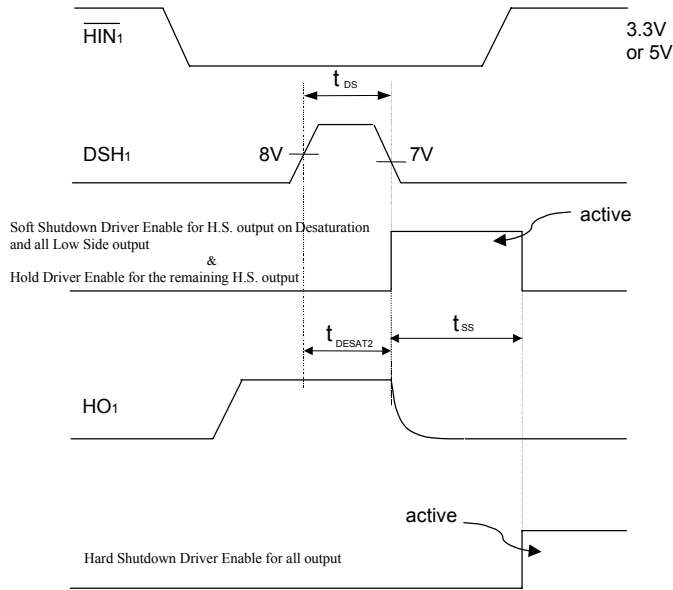 HIN1
3.3V
or 5V
tDS
DSH1
8V
7V
active
Soft Shutdown Driver Enable for H.S. output on Desaturation
and all Low Side output
&
Hold Driver Enable for the remaining H.S. output
tDESAT2
tSS
HO1
active
Hard Shutdown Driver Enable for all output